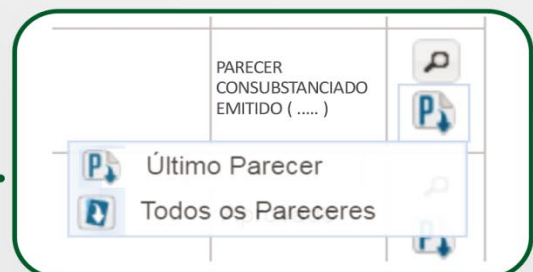 PARECER
CONSUBSTANCIADO
EMITIDO ( ..... )
Último Parecer
Todos os Pareceres